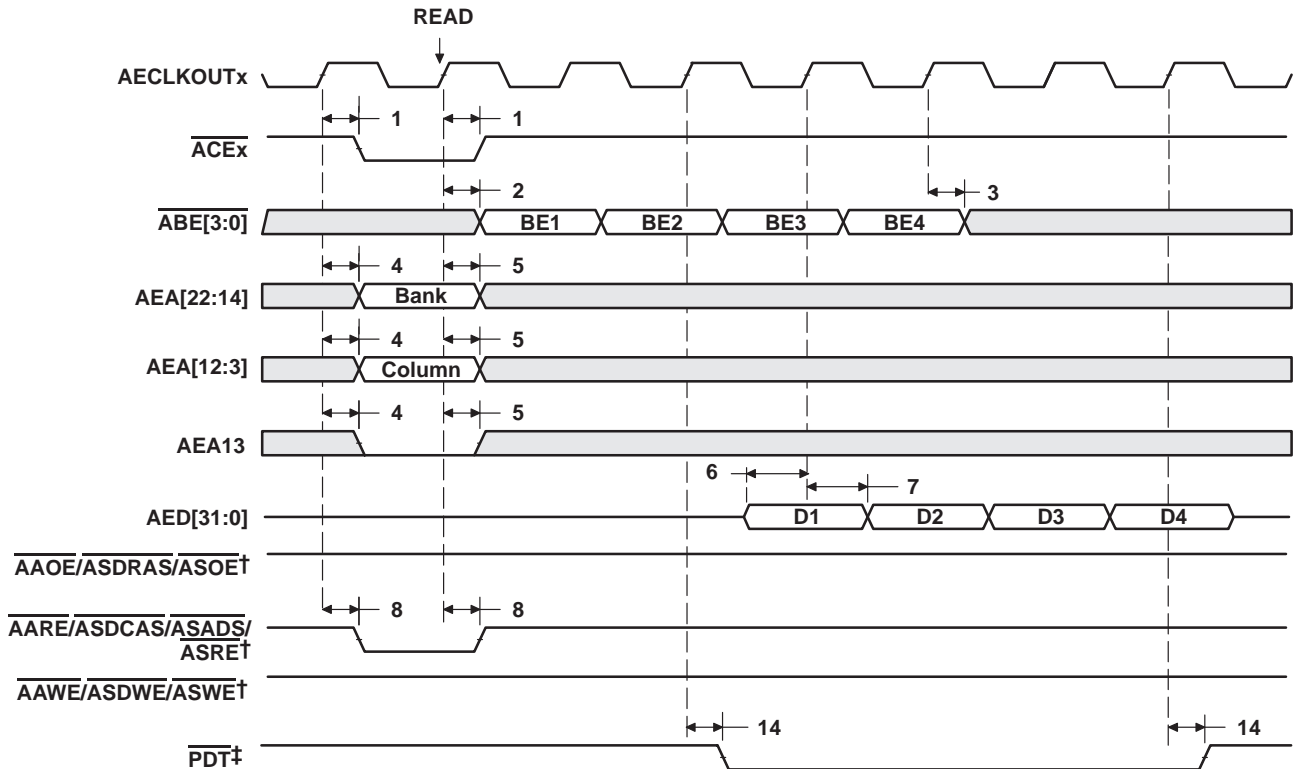 READ
AECLKOUTx
1 1
ACEx
2 3
ABE[3:0] BE1 BE2 BE3 BE4
4 5
AEA[22:14] Bank
4 5
AEA[12:3] Column
4 5
AEA13
6 7
AED[31:0] D1 D2 D3 D4
AAOE/ASDRAS/ASOE†
8 8
AARE/ASDCAS/ASADS/
ASRE†
AAWE/ASDWE/ASWE†
14 14
PDT‡